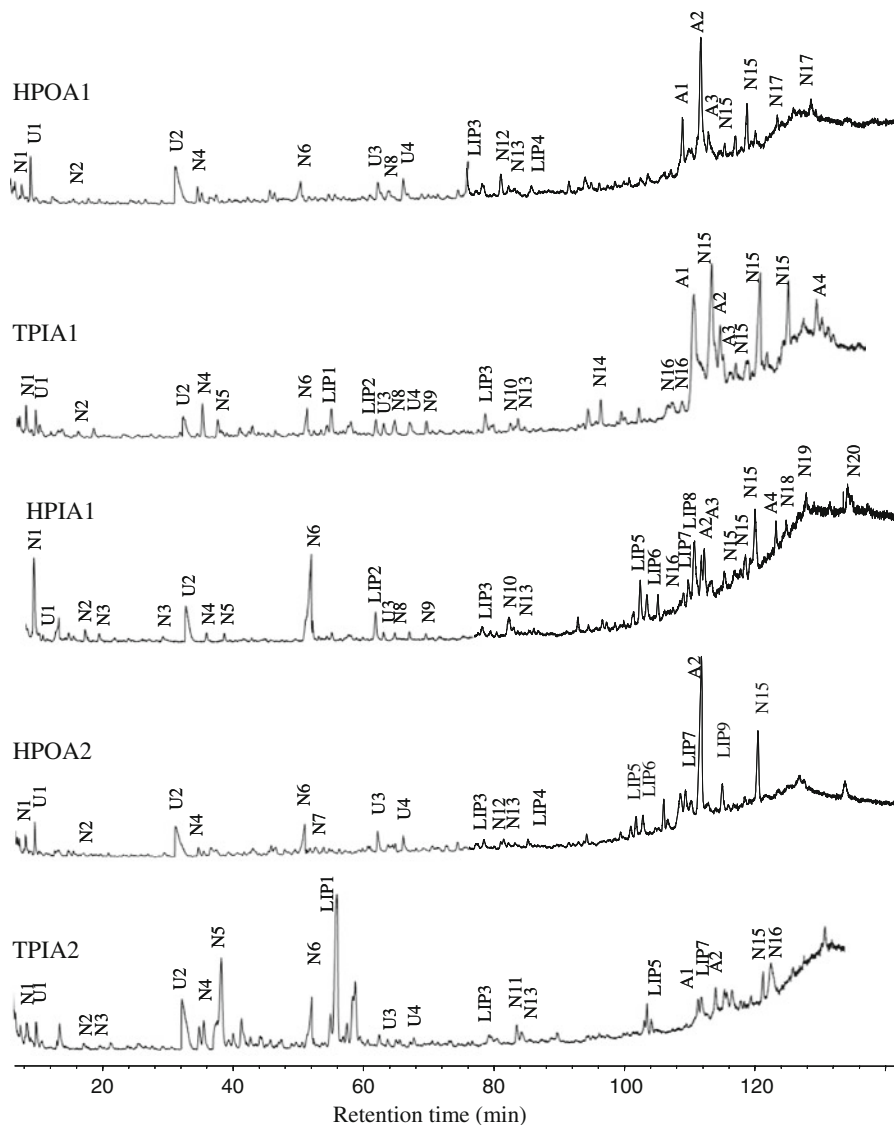 HPOA1
N1 U1 N2 U2 N4 N6 U3 N8 U4 LIP3 N12 N13 LIP4 A1 A2 A3 N15 N15 N17 N17
TPIA1
N1 U1 N2 U2 N4 N5 N6 LIP1 LIP2 U3 N8 U4 N9 LIP3 N10 N13 N14 N16 N16 A1 N15 A2 A3 N15 N15 N15 A4
HPIA1
N1 U1 N2 N3 N3 U2 N4 N5 N6 LIP2 U3 N8 N9 LIP3 N10 N13 LIP5 LIP6 N16 LIP7 LIP8 A2 A3 N15 N15 N15 A4 N18 N19 N20
HPOA2
N1 U1 N2 U2 N4 N6 N7 U3 U4 LIP3 N12 N13 LIP4 LIP5 LIP6 LIP7 A2 LIP9 N15
TPIA2
N1 U1 N2 N3 U2 N4 N5 N6 LIP1 U3 U4 LIP3 N11 N13 LIP5 A1 LIP7 A2 N15 N16
20 40 60 80 100 120
Retention time (min)